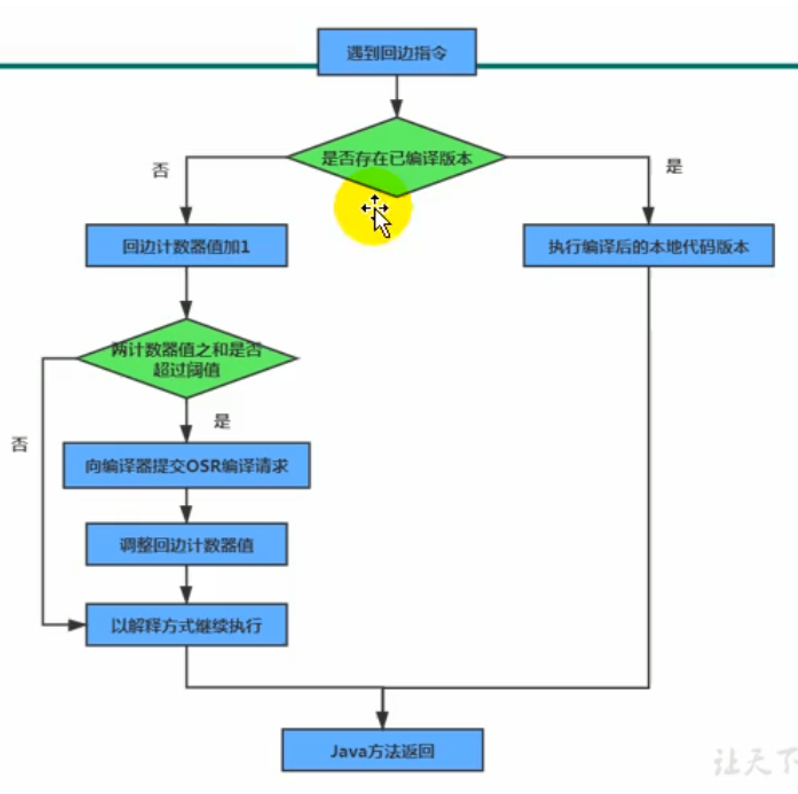 遇到回边指令
是否存在已编译版本
否
是
回边计数器值加1
执行编译后的本地代码版本
两计数器值之和是否
超过阈值
是
否
向编译器提交OSR编译请求
调整回边计数器值
以解释方式继续执行
Java方法返回
让天下